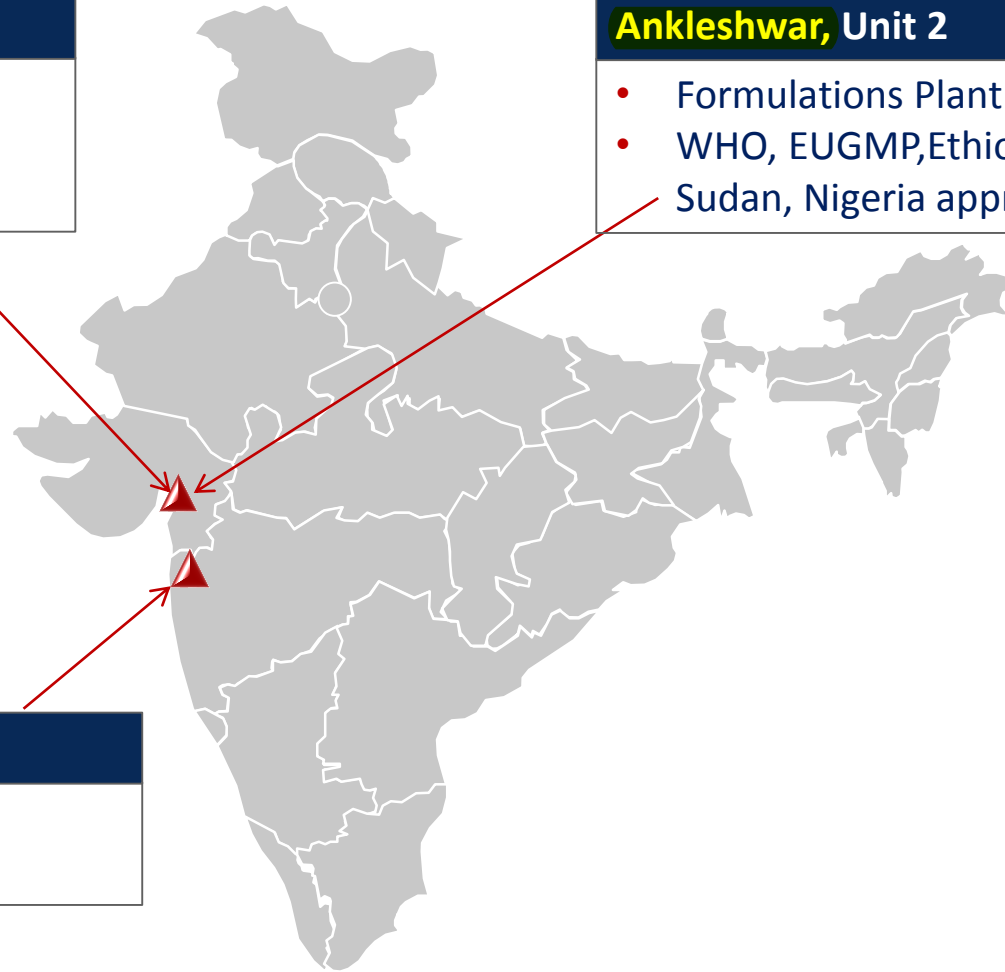 Ankleshwar, Unit 2
• Formulations Plant
• WHO, EUGMP,Ethio
Sudan, Nigeria appr